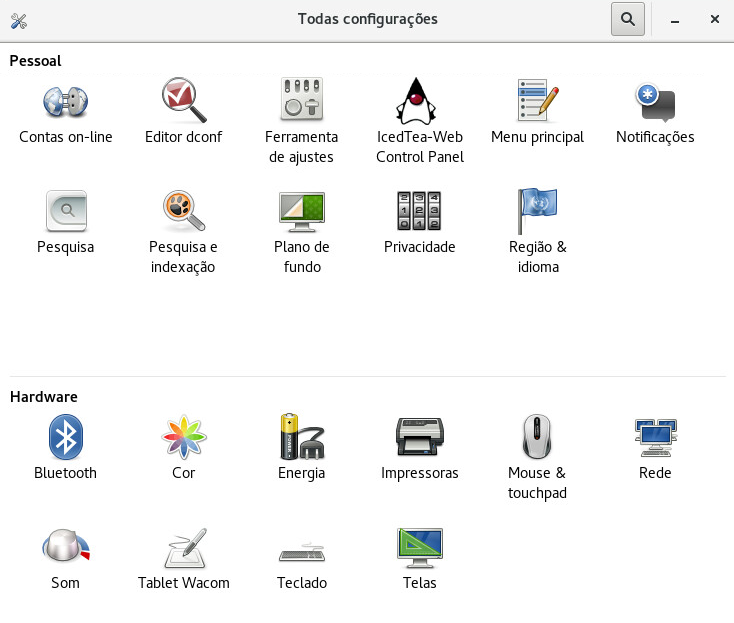 Todas configurações
Pessoal
Contas on-line
Editor dconf
Ferramenta
de ajustes
IcedTea-Web
Control Panel
Menu principal
Notificações
Pesquisa
Pesquisa e
indexação
Plano de
fundo
Privacidade
Região &
idioma
Hardware
Bluetooth
Cor
Energia
Impressoras
Mouse &
touchpad
Rede
Som
Tablet Wacom
Teclado
Telas